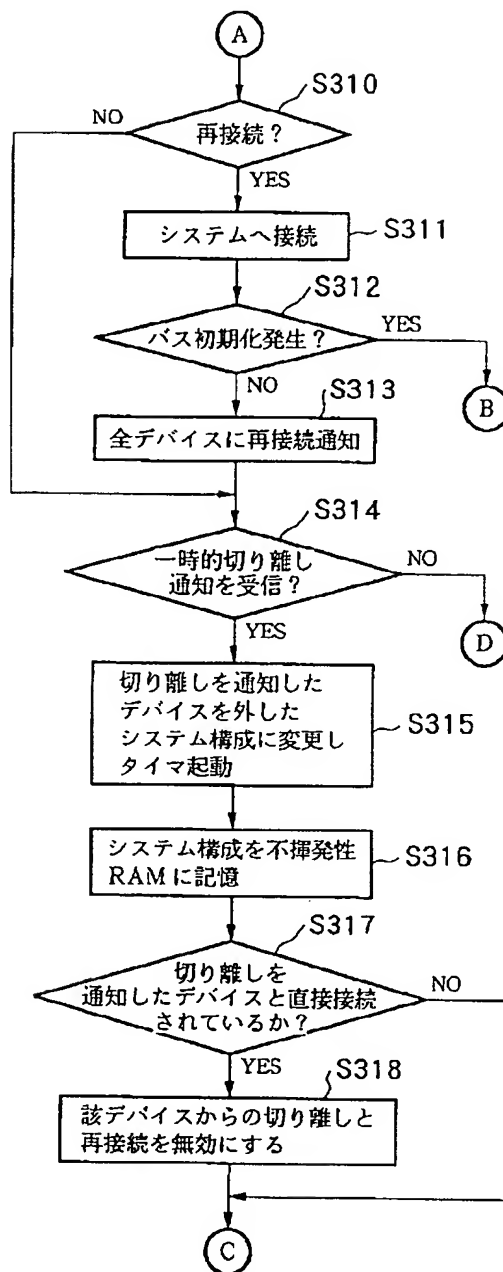 A
S310
NO
再接続？
YES
システムへ接続
S311
S312
バス初期化発生？
YES
NO
S313
B
全デバイスに再接続通知
S314
一時的切り離し
通知を受信？
NO
YES
D
切り離しを通知した
デバイスを外した
システム構成に変更し
タイマ起動
S315
システム構成を不揮発性
RAMに記憶
S316
S317
切り離しを
通知したデバイスと直接接続
されているか？
NO
YES
S318
該デバイスからの切り離しと
再接続を無効にする
C